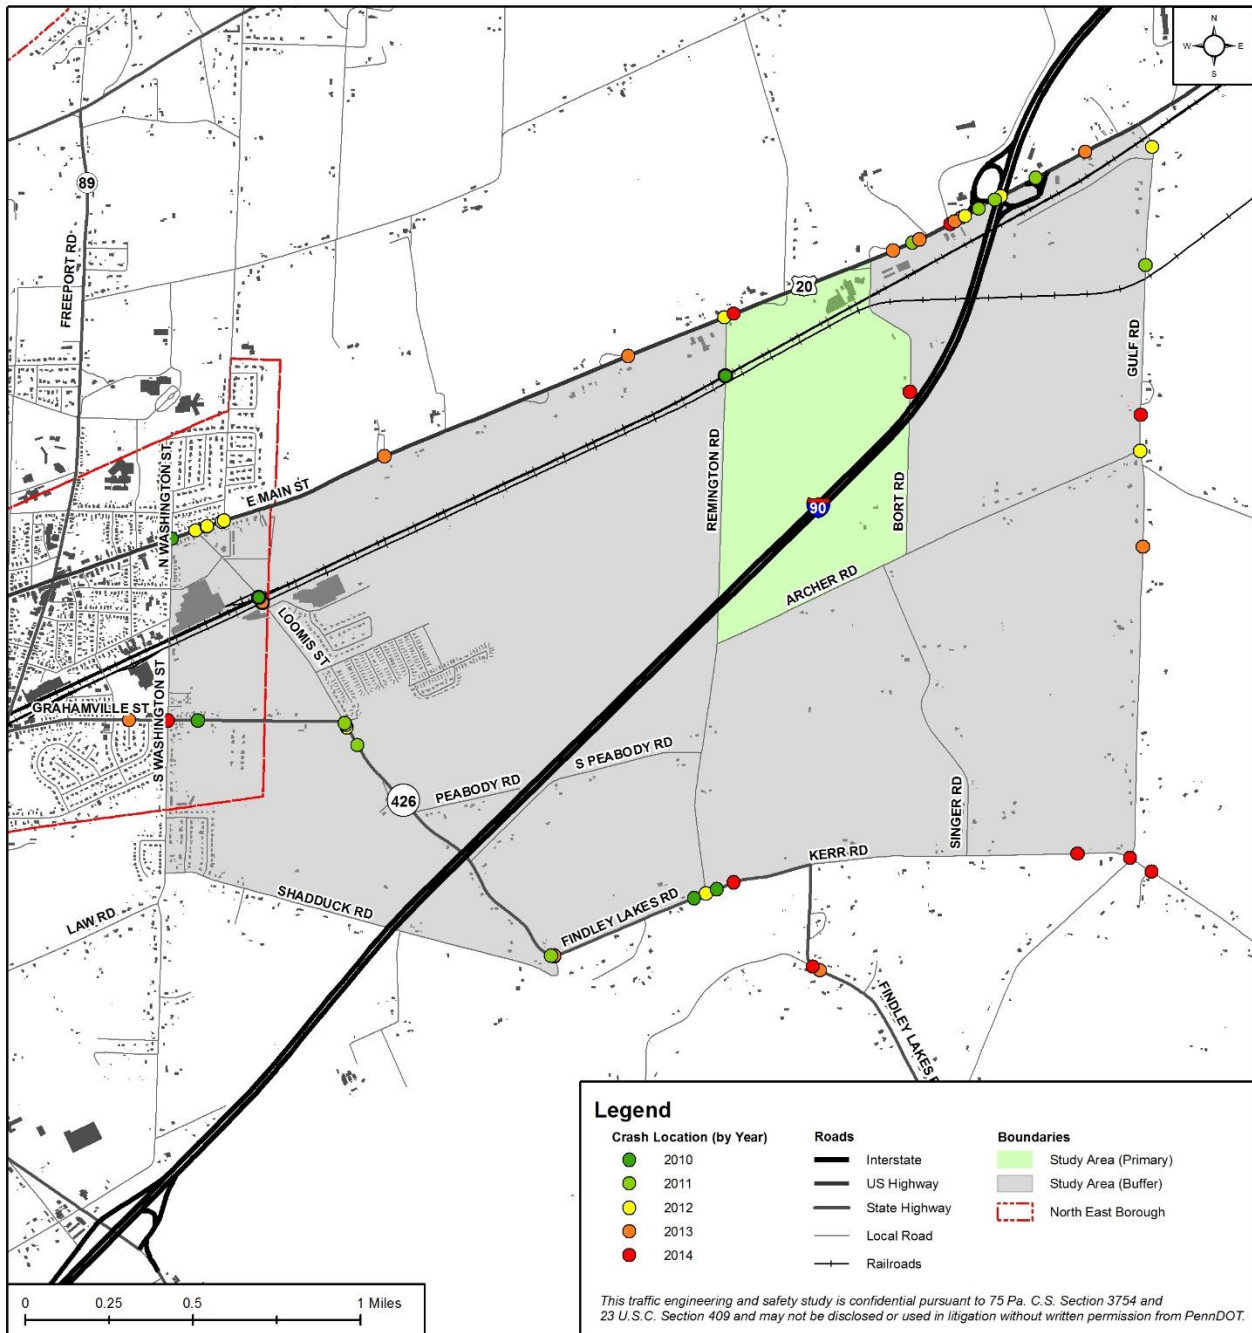 N
W E
S
89
FREEPORT RD
20
GULF RD
N WASHINGTON ST
E MAIN ST
REMINGTON RD
BORT RD
90
ARCHER RD
LOOMIS ST
GRAHAMVILLE ST
S WASHINGTON ST
S PEABODY RD
PEABODY RD
426
SINGER RD
KERR RD
SHADDUCK RD
FINDLEY LAKES RD
LAW RD
FINDLEY LAKES
Legend
Crash Location (by Year) Roads Boundaries
2010 Interstate Study Area (Primary)
2011 US Highway Study Area (Buffer)
2012 State Highway North East Borough
2013 Local Road
2014 Railroads
0 0.25 0.5 1 Miles
This traffic engineering and safety study is confidential pursuant to 75 Pa. C.S. Section 3754 and
23 U.S.C. Section 409 and may not be disclosed or used in litigation without written permission from PennDOT.